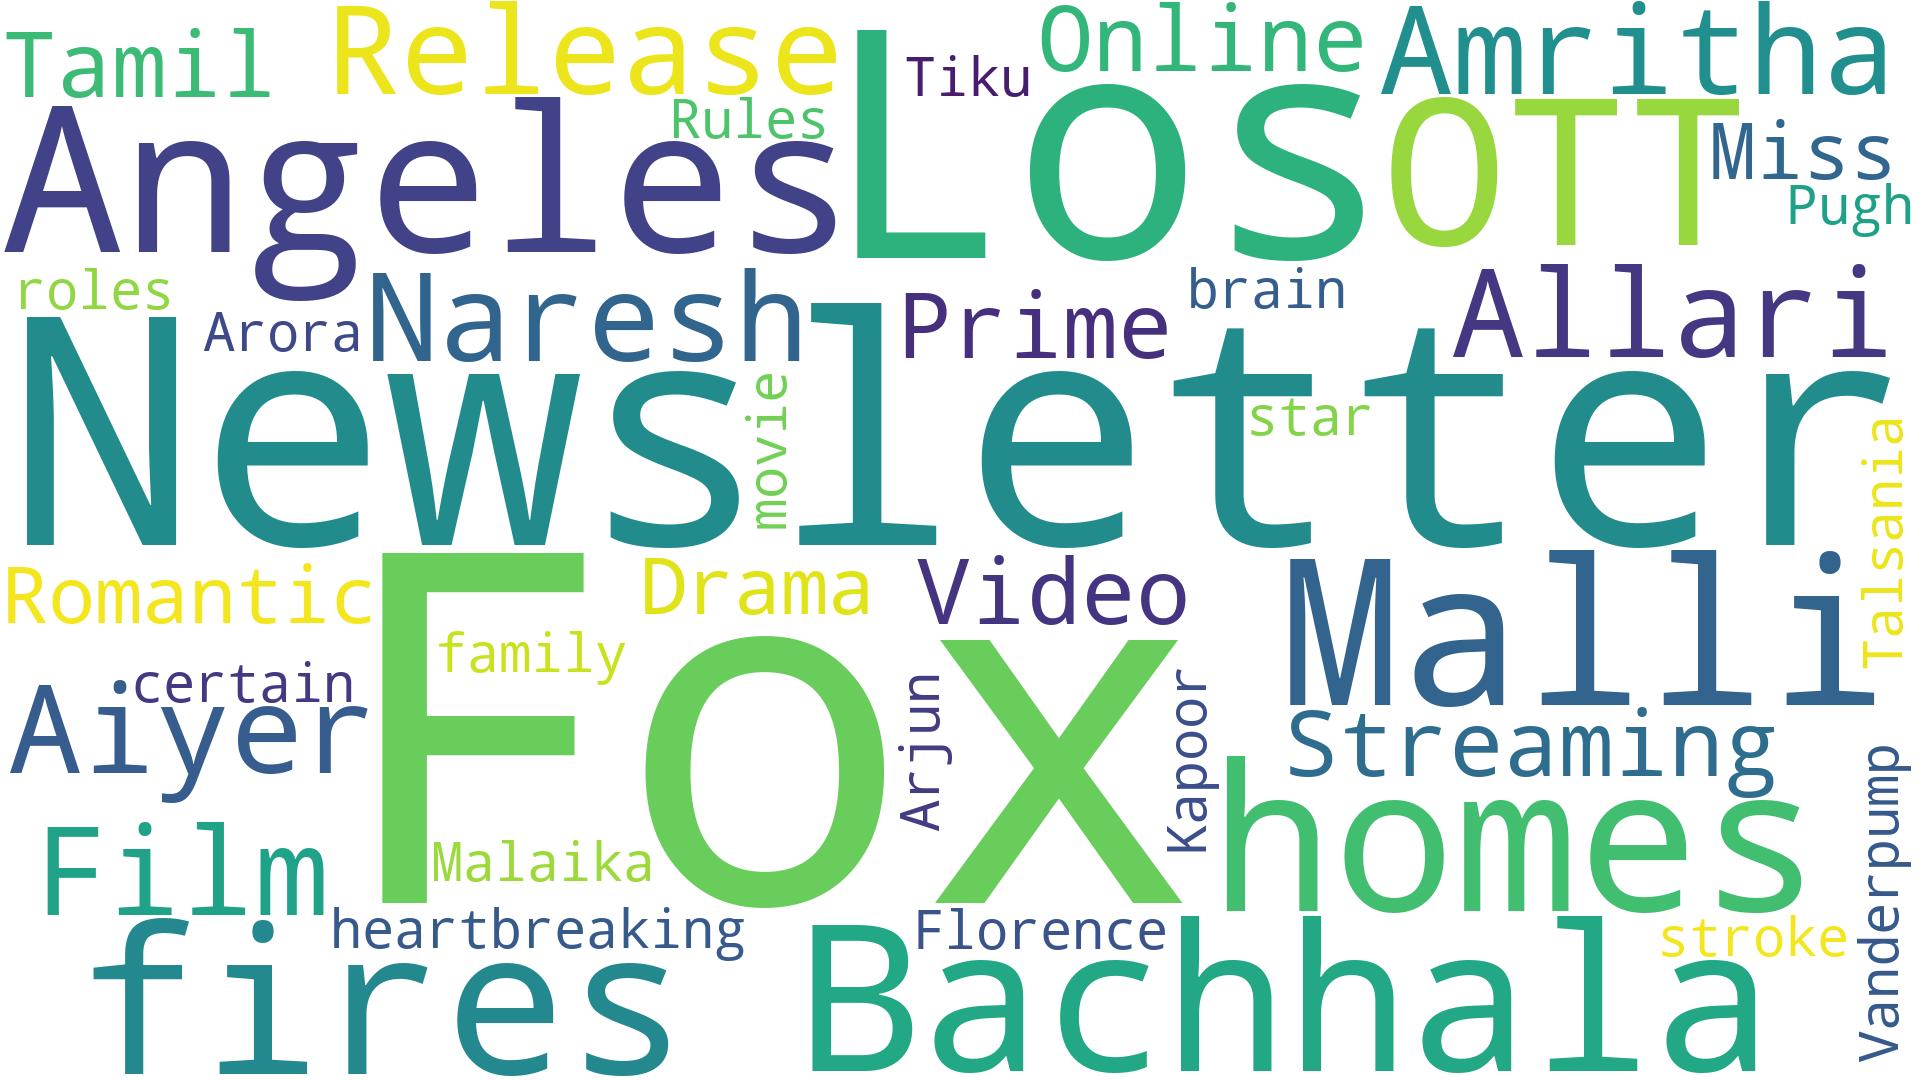 Tamil
Release
Tiku
Online
Amritha
Angeles
Rules
Los
OTT
Miss
Pugh
roles
Arora
Naresh
Prime
brain
Allari
Newsletter
movie
star
Talsania
Romantic
Fox
Drama
Video
Malli
family
certain
Aiyer
Arjun
Kapoor
Streaming
homes
Vanderpump
Film
Malaika
heartbreaking
fires
Florence
Bachhala
stroke